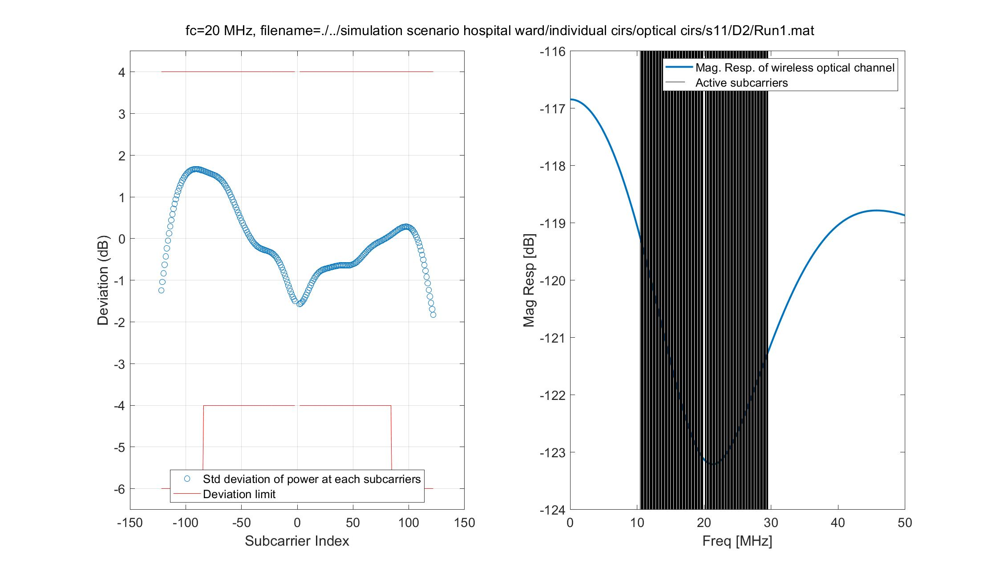 fc=20 MHz, filename=./../simulation scenario hospital ward/individual cirs/optical cirs/s11/D2/Run1.mat
Deviation (dB)
4
3
2
1
0
-1
-2
-3
-4
-5
-6
Std deviation of power at each subcarriers
Deviation limit
-150 -100 -50 0 50 100 150
Subcarrier Index
Mag Resp [dB]
-116
-117
-118
-119
-120
-121
-122
-123
-124
Mag. Resp. of wireless optical channel
Active subcarriers
0 10 20 30 40 50
Freq [MHz]